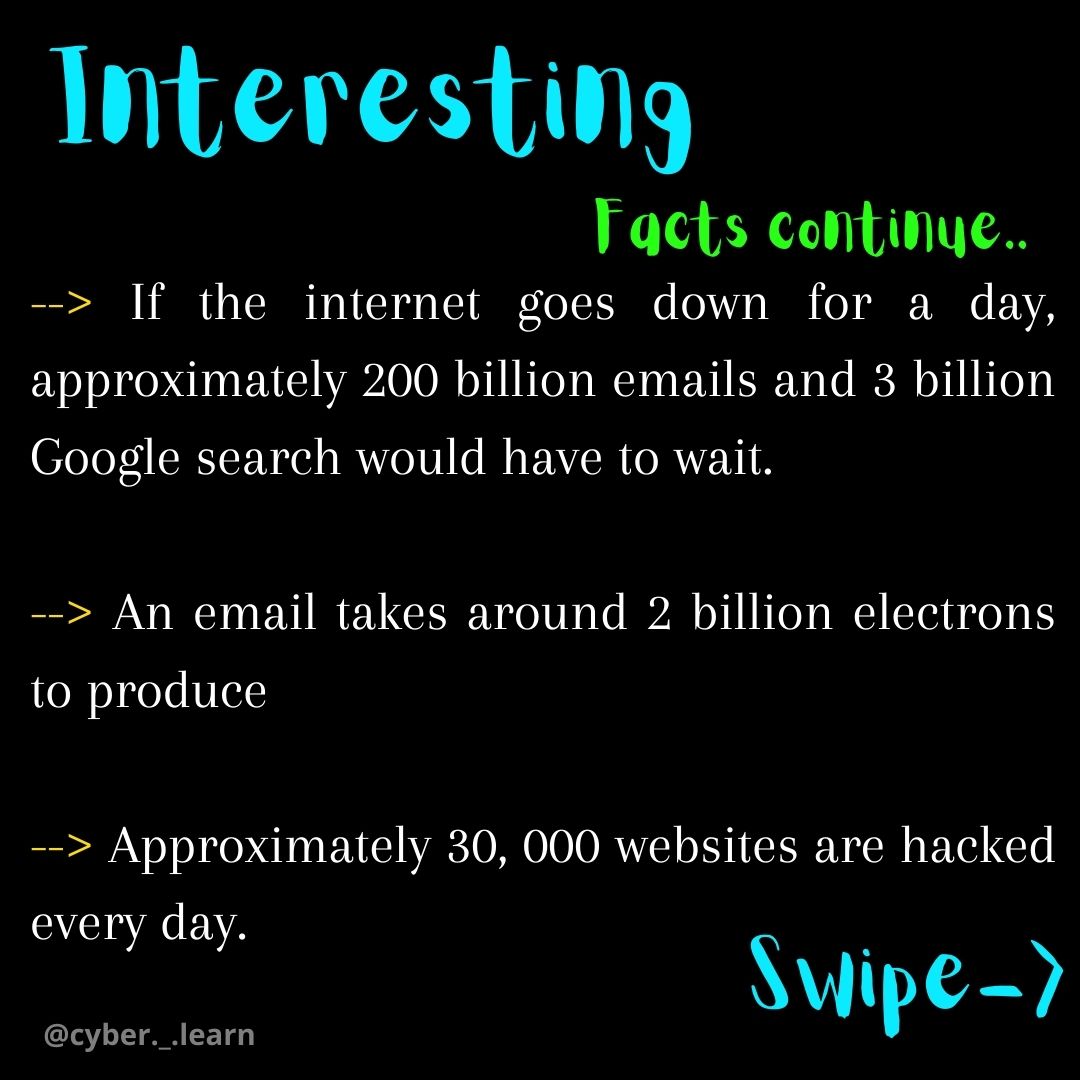 Interesting
Facts continue..
--> If the internet goes down for a day,
approximately 200 billion emails and 3 billion
Google search would have to wait.
--> An email takes around 2 billion electrons
to produce
--> Approximately 30, 000 websites are hacked
every day.
Swipe->
@cyber._.learn